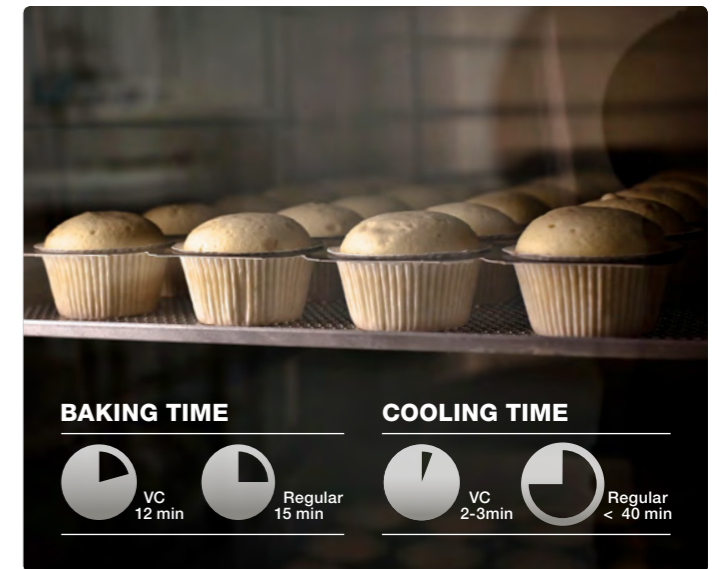 BAKING TIME
VC
12 min
Regular
15 min
COOLING TIME
VC
2-3min
Regular
< 40 min